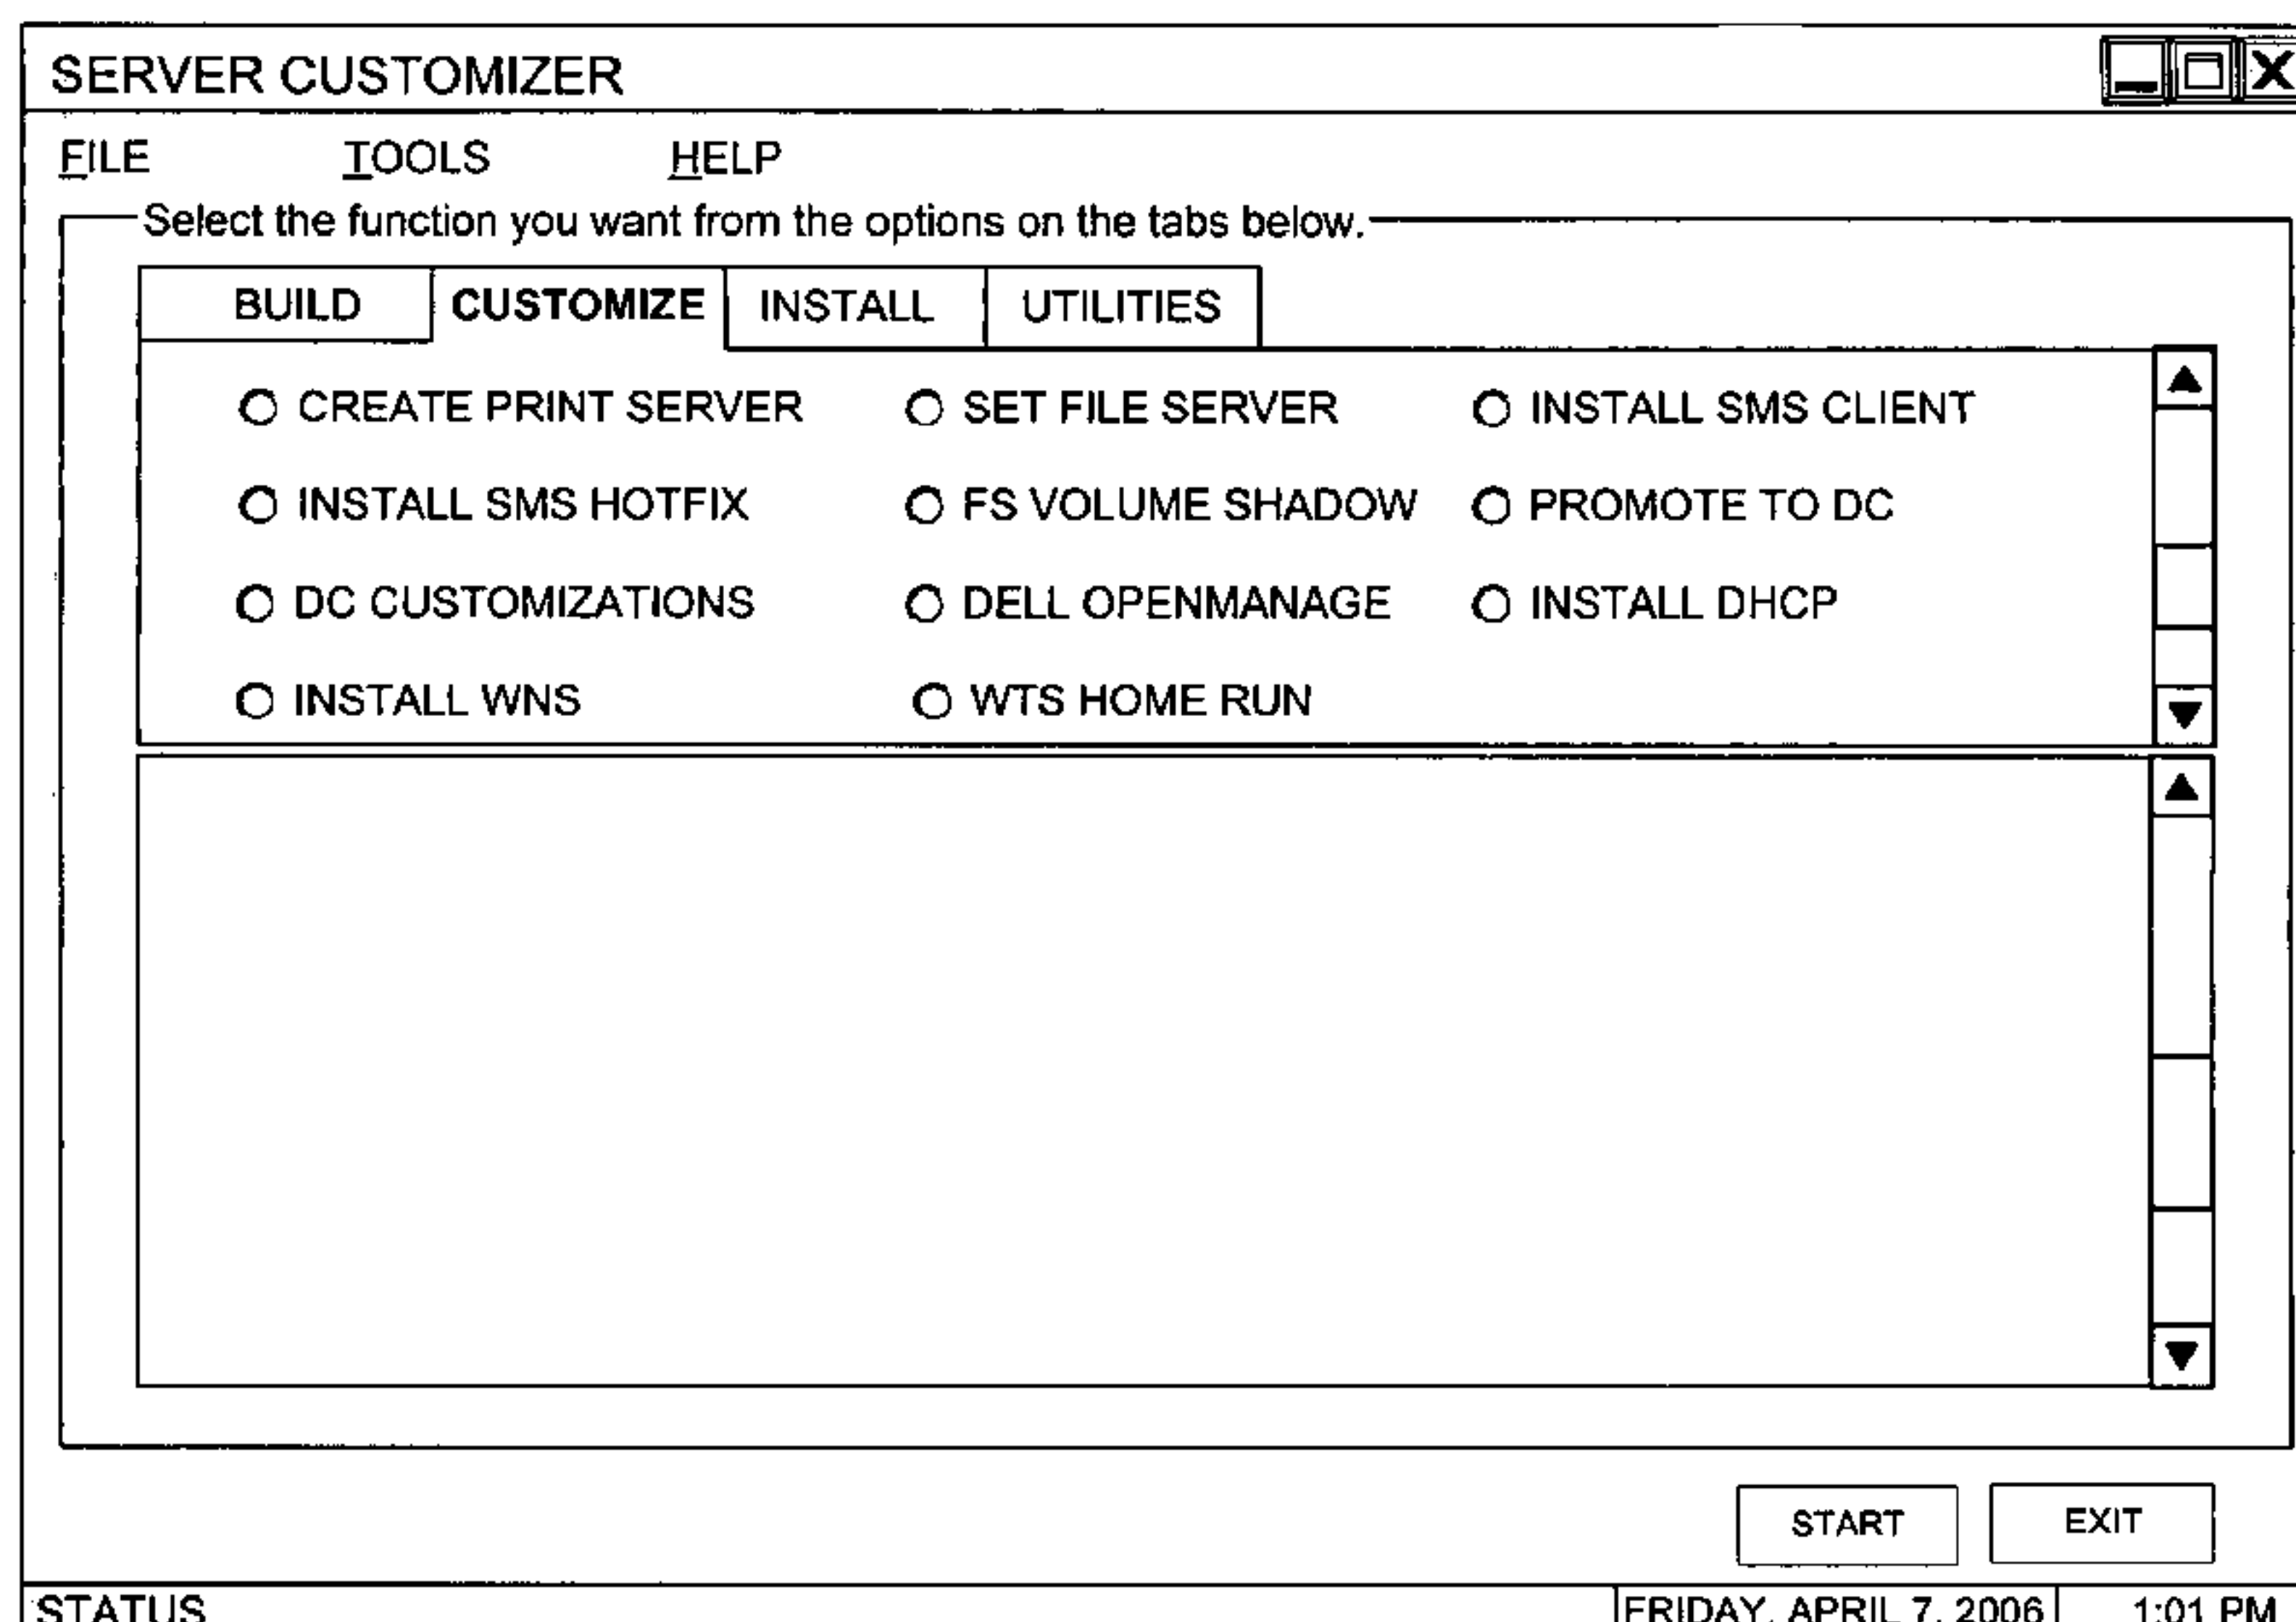 SERVER CUSTOMIZER
FILE TOOLS HELP
Select the function you want from the options on the tabs below.
BUILD CUSTOMIZE INSTALL UTILITIES
CREATE PRINT SERVER SET FILE SERVER INSTALL SMS CLIENT
INSTALL SMS HOTFIX FS VOLUME SHADOW PROMOTE TO DC
DC CUSTOMIZATIONS DELL OPENMANAGE INSTALL DHCP
INSTALL WNS WTS HOME RUN
START EXIT
STATUS FRIDAY, APRIL 7, 2006 1:01 PM